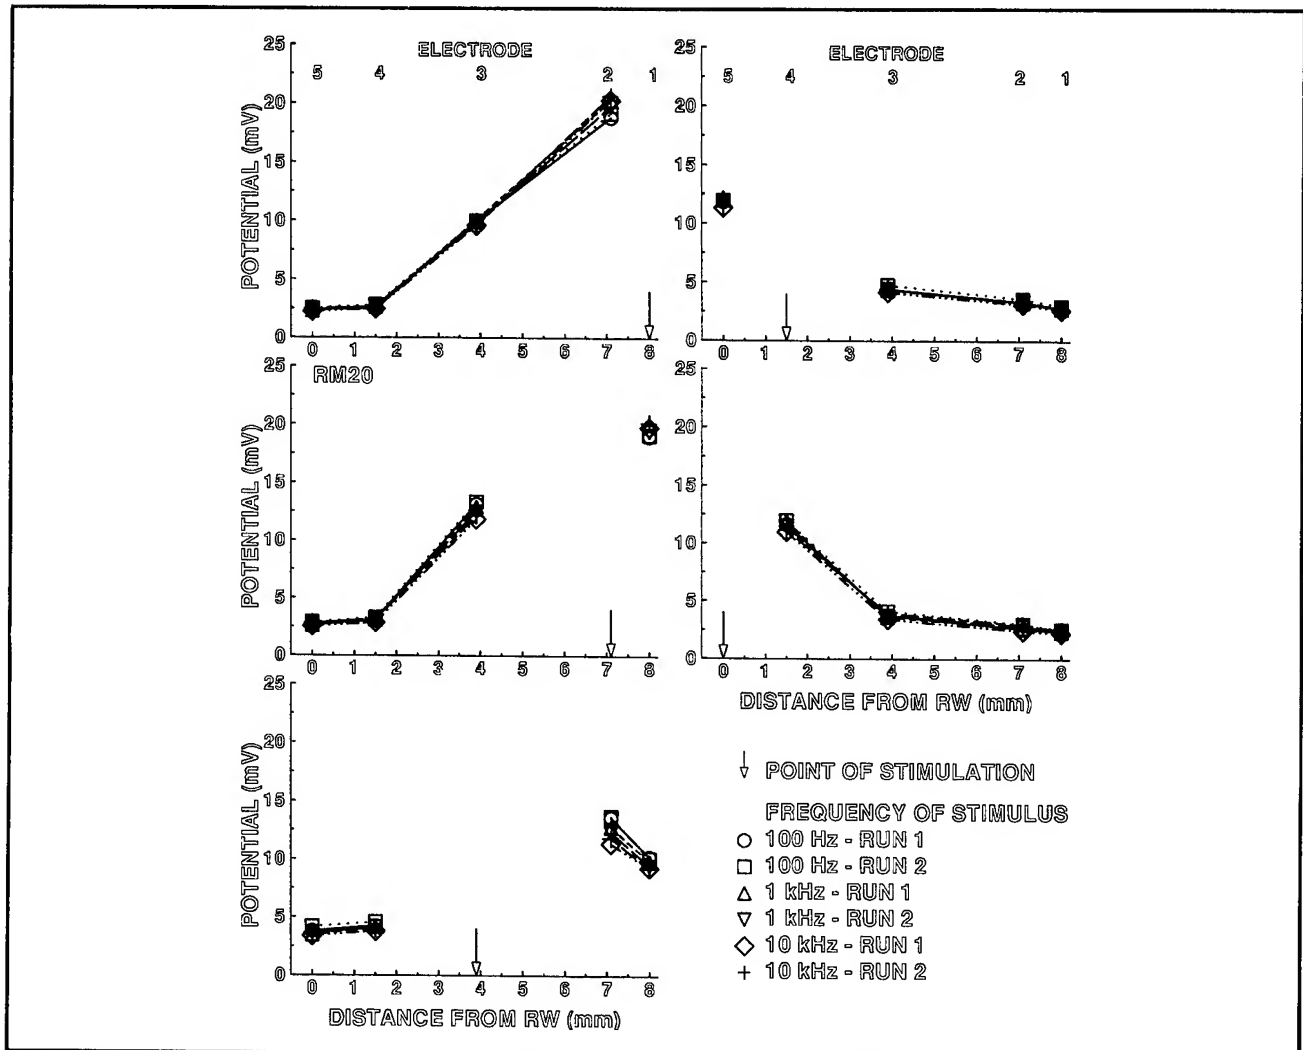 ELECTRODE
5 4 3 2 1
25
20
15
10
5
0
POTENTIAL (mV)
0 1 2 3 4 5 6 7 8
ELECTRODE
5 4 3 2 1
25
20
15
10
5
0
0 1 2 3 4 5 6 7 8
RM20
25
20
15
10
5
0
POTENTIAL (mV)
0 1 2 3 4 5 6 7 8
25
20
15
10
5
0
0 1 2 3 4 5 6 7 8
DISTANCE FROM RW (mm)
25
20
15
10
5
0
POTENTIAL (mV)
0 1 2 3 4 5 6 7 8
DISTANCE FROM RW (mm)
POINT OF STIMULATION
FREQUENCY OF STIMULUS
100 Hz - RUN 1
100 Hz - RUN 2
1 kHz - RUN 1
1 kHz - RUN 2
10 kHz - RUN 1
10 kHz - RUN 2